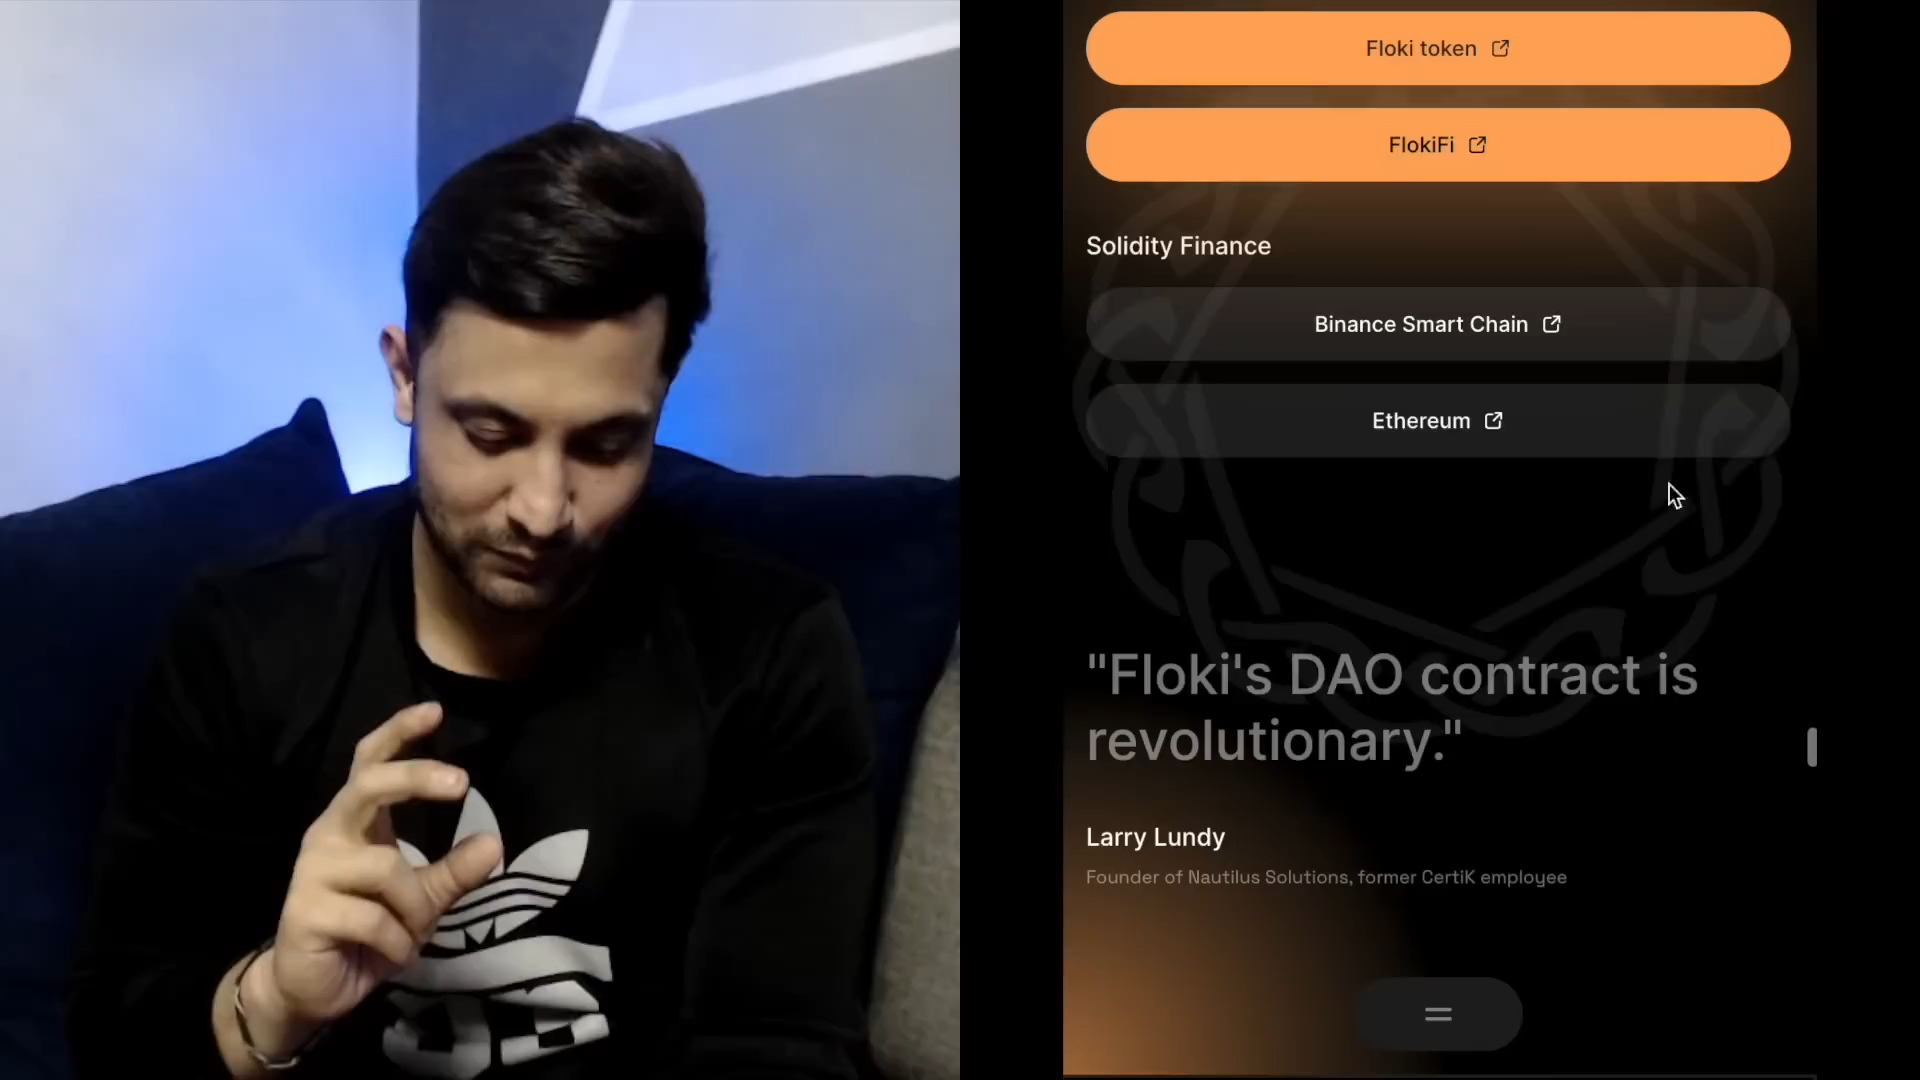 Floki token
FlokiFi
Solidity Finance
Binance Smart Chain
Ethereum
"Floki's DAO contract is
revolutionary."
Larry Lundy
Founder of Nautilus Solutions, former CertiK employee